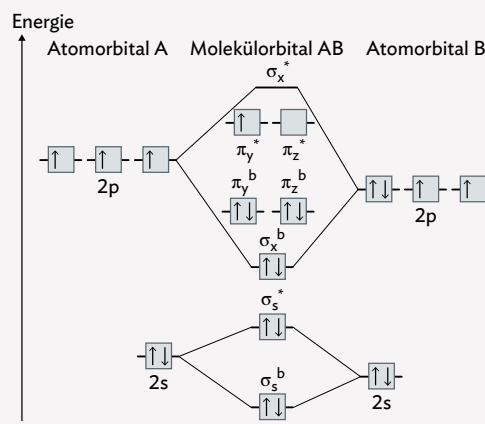 Energie
Atomorbital A Molekülorbital AB Atomorbital B
σx*
πy* πz*
2p
πyᵇ πzᵇ
2p
σxᵇ
σs*
2s
2s
σsᵇ